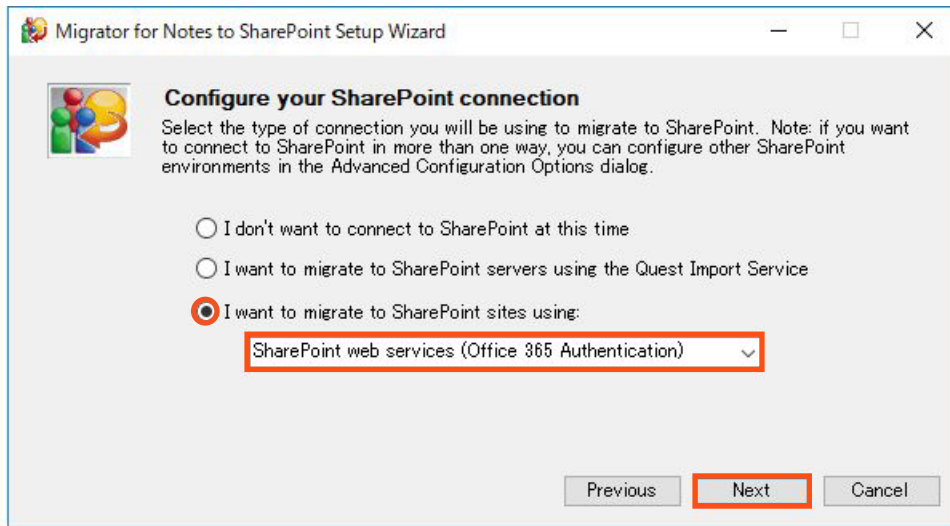 Migrator for Notes to SharePoint Setup Wizard
Configure your SharePoint connection
Select the type of connection you will be using to migrate to SharePoint. Note: if you want
to connect to SharePoint in more than one way, you can configure other SharePoint
environments in the Advanced Configuration Options dialog.
I don't want to connect to SharePoint at this time
I want to migrate to SharePoint servers using the Quest Import Service
I want to migrate to SharePoint sites using:
SharePoint web services (Office 365 Authentication)
Previous Next Cancel